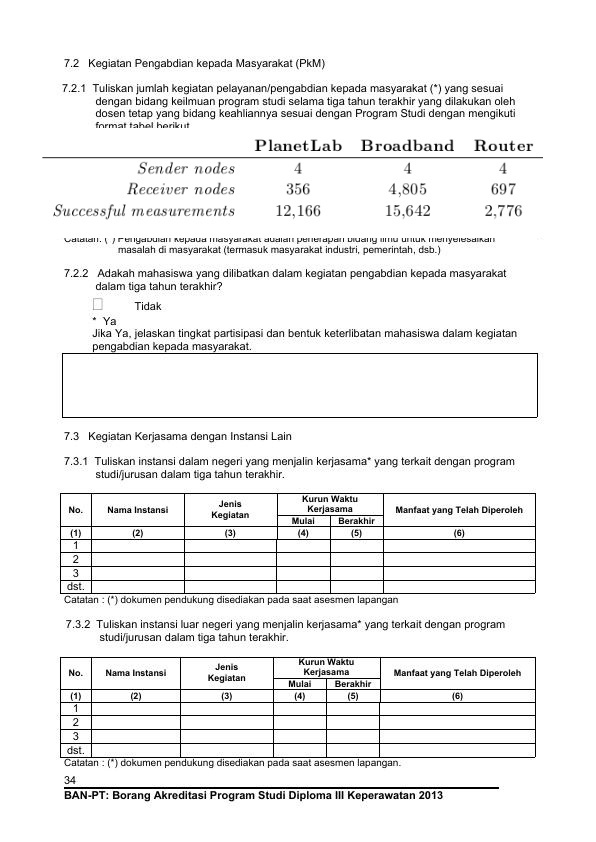 7.2 Kegiatan Pengabdian kepada Masyarakat (PkM)
7.2.1 Tuliskan jumlah kegiatan pelayanan/pengabdian kepada masyarakat (*) yang sesuai
dengan bidang keilmuan program studi selama tiga tahun terakhir yang dilakukan oleh
dosen tetap yang bidang keahliannya sesuai dengan Program Studi dengan mengikuti
format tabel berikut
PlanetLab Broadband Router
Sender nodes 4 4 4
Receiver nodes 356 4,805 697
Successful measurements 12,166 15,642 2,776
Catatan: (*) Pengabdian kepada masyarakat adalah penerapan bidang ilmu untuk menyelesaikan
masalah di masyarakat (termasuk masyarakat industri, pemerintah, dsb.)
7.2.2 Adakah mahasiswa yang dilibatkan dalam kegiatan pengabdian kepada masyarakat
dalam tiga tahun terakhir?
Tidak
* Ya
Jika Ya, jelaskan tingkat partisipasi dan bentuk keterlibatan mahasiswa dalam kegiatan
pengabdian kepada masyarakat.
7.3 Kegiatan Kerjasama dengan Instansi Lain
7.3.1 Tuliskan instansi dalam negeri yang menjalin kerjasama* yang terkait dengan program
studi/jurusan dalam tiga tahun terakhir.
No. Nama Instansi Jenis Kegiatan Kurun Waktu Kerjasama Manfaat yang Telah Diperoleh
Mulai Berakhir
(1) (2) (3) (4) (5) (6)
1
2
3
dst.
Catatan : (*) dokumen pendukung disediakan pada saat asesmen lapangan
7.3.2 Tuliskan instansi luar negeri yang menjalin kerjasama* yang terkait dengan program
studi/jurusan dalam tiga tahun terakhir.
No. Nama Instansi Jenis Kegiatan Kurun Waktu Kerjasama Manfaat yang Telah Diperoleh
Mulai Berakhir
(1) (2) (3) (4) (5) (6)
1
2
3
dst.
Catatan : (*) dokumen pendukung disediakan pada saat asesmen lapangan.
34
BAN-PT: Borang Akreditasi Program Studi Diploma III Keperawatan 2013